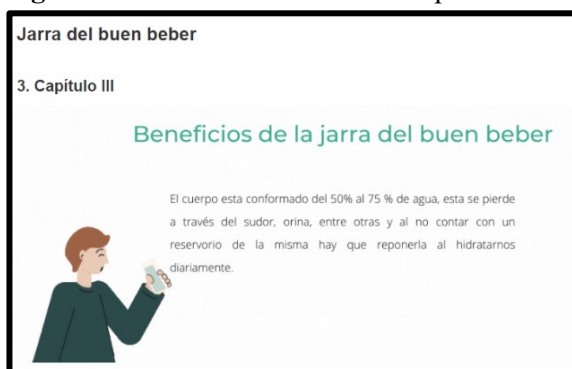 Jarra del buen beber
3. Capítulo III
Beneficios de la jarra del buen beber
El cuerpo esta conformado del 50% al 75 % de agua, esta se pierde
a través del sudor, orina, entre otras y al no contar con un
reservorio de la misma hay que reponerla al hidratarnos
diariamente.